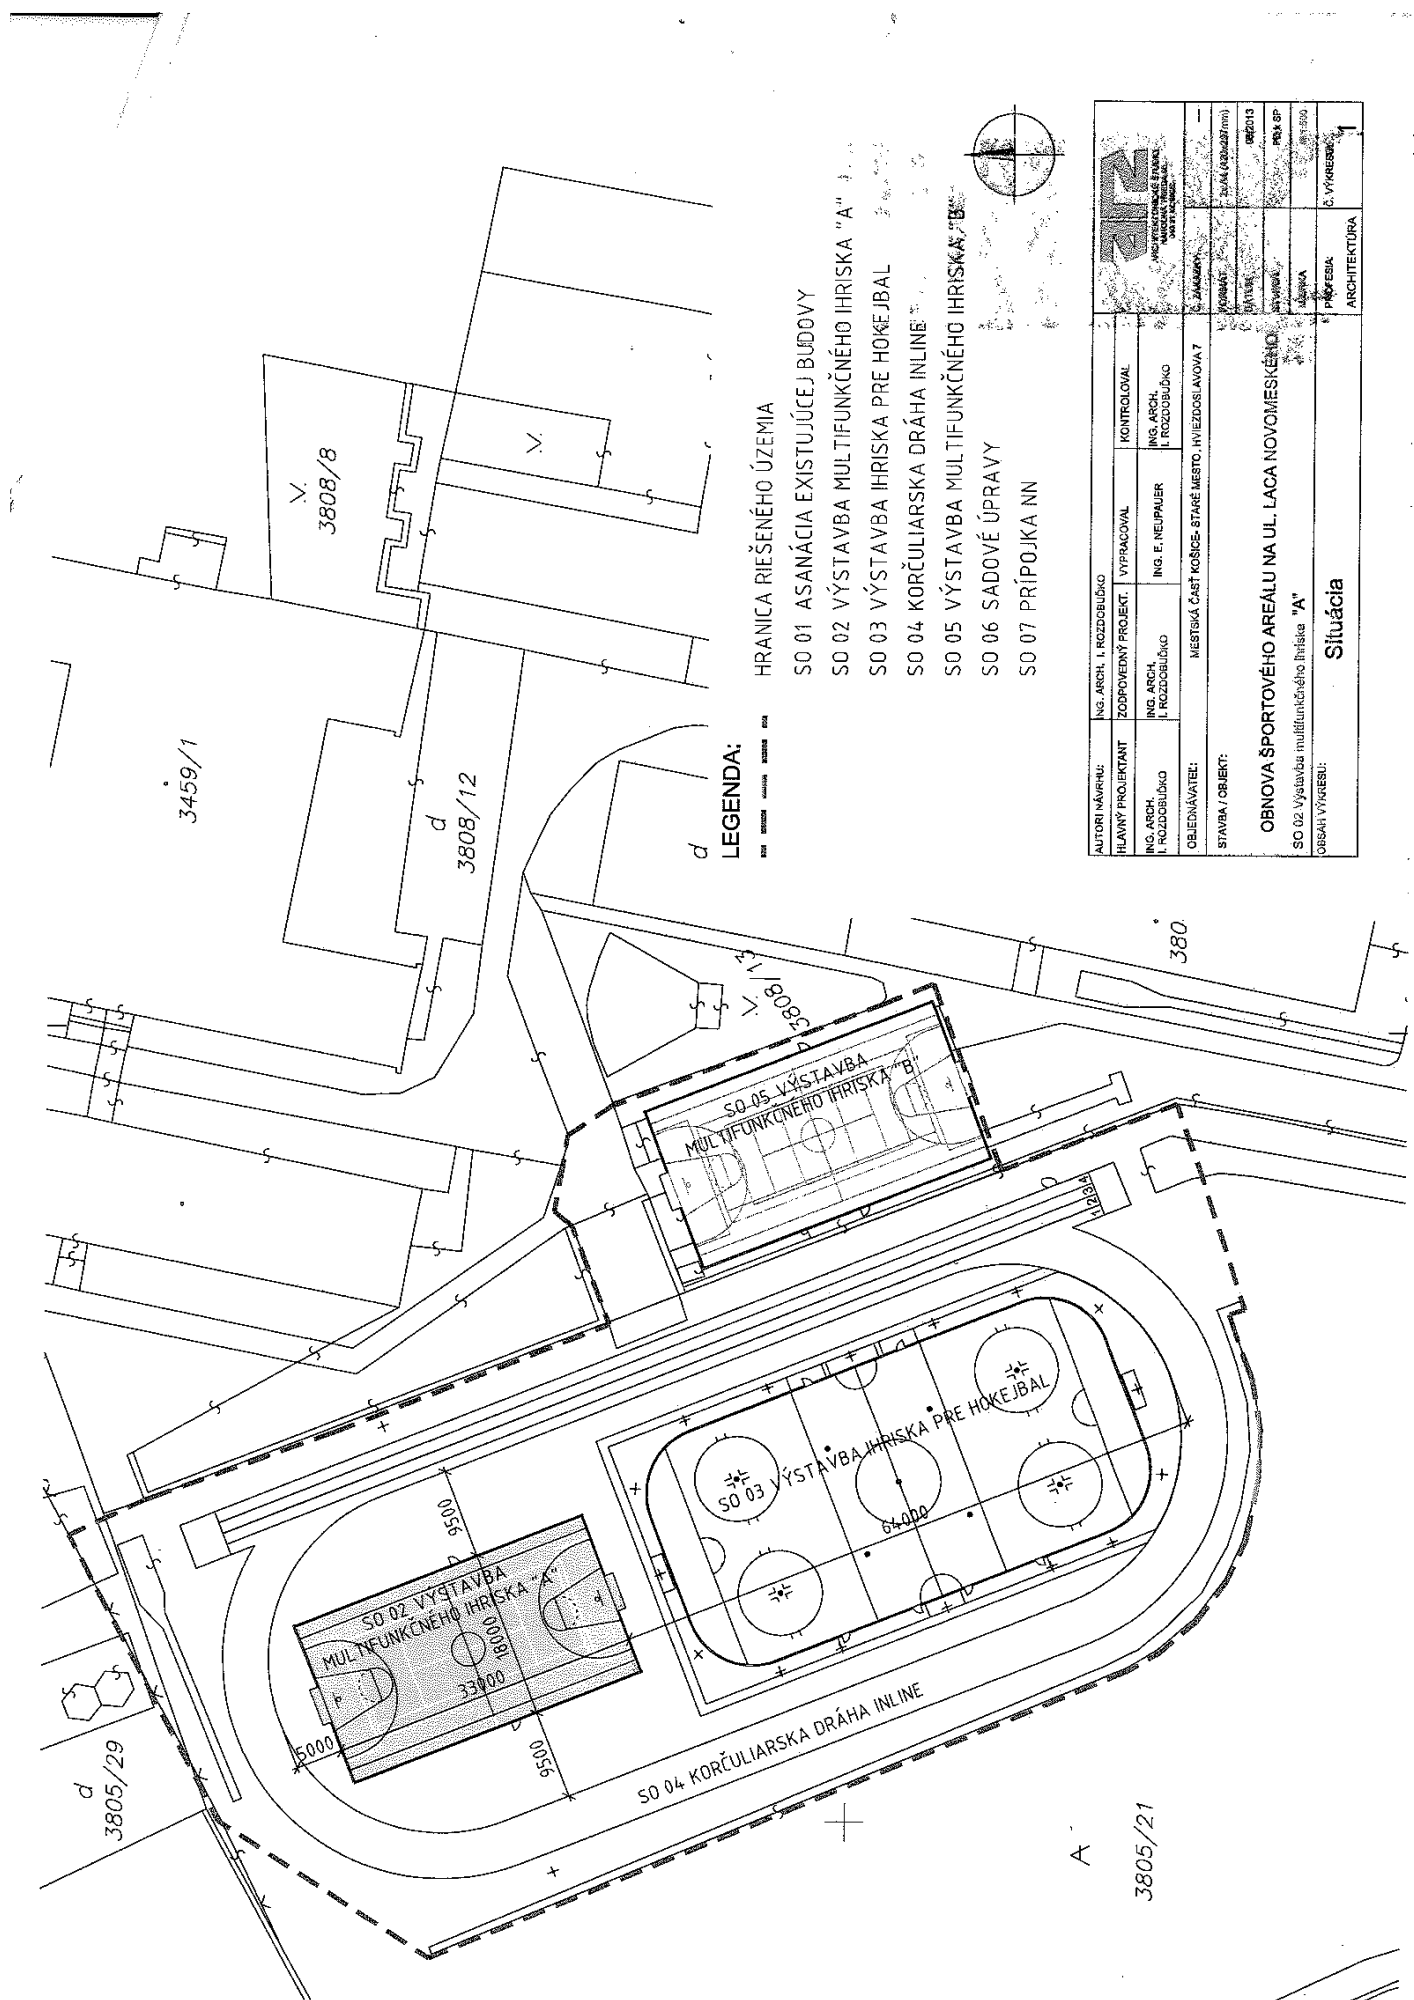 3459/1
V.
3808/8
d
3808/12
d
V.
V.
3808/13
380
d
3805/29
A
3805/21
SO 05 VÝSTAVBA
MULTIFUNKČNÉHO IHRISKA "B"
1 2 3 4
SO 02 VÝSTAVBA
MULTIFUNKČNÉHO IHRISKA "A"
9500
18000
33000
5000
9500
SO 03 VÝSTAVBA IHRISKA PRE HOKEJBAL
64000
SO 04 KORČULIARSKA DRÁHA INLINE
LEGENDA:
HRANICA RIEŠENÉHO ÚZEMIA
SO 01 ASANÁCIA EXISTUJÚCEJ BUDOVY
SO 02 VÝSTAVBA MULTIFUNKČNÉHO IHRISKA "A"
SO 03 VÝSTAVBA IHRISKA PRE HOKEJBAL
SO 04 KORČULIARSKA DRÁHA INLINE
SO 05 VÝSTAVBA MULTIFUNKČNÉHO IHRISKA "B"
SO 06 SADOVÉ ÚPRAVY
SO 07 PRÍPOJKA NN
AUTORI NÁVRHU: ING. ARCH. I. ROZDOBUĎKO
HLAVNÝ PROJEKTANT ZODPOVEDNÝ PROJEKT. VYPRACOVAL KONTROLOVAL
ING. ARCH. ING. ARCH. ING. E. NEUPAUER ING. ARCH.
I. ROZDOBUĎKO I. ROZDOBUĎKO I. ROZDOBUĎKO
OBJEDNÁVATEĽ: MESTSKÁ ČASŤ KOŠICE- STARÉ MESTO, HVIEZDOSLAVOVA 7
STAVBA / OBJEKT:
OBNOVA ŠPORTOVÉHO AREÁLU NA UL. LACA NOVOMESKÉHO
SO 02 Výstavba multifunkčného ihriska "A"
OBSAH VÝKRESU:
Situácia
PROFESIA: Č. VÝKRESU:
ARCHITEKTÚRA 1